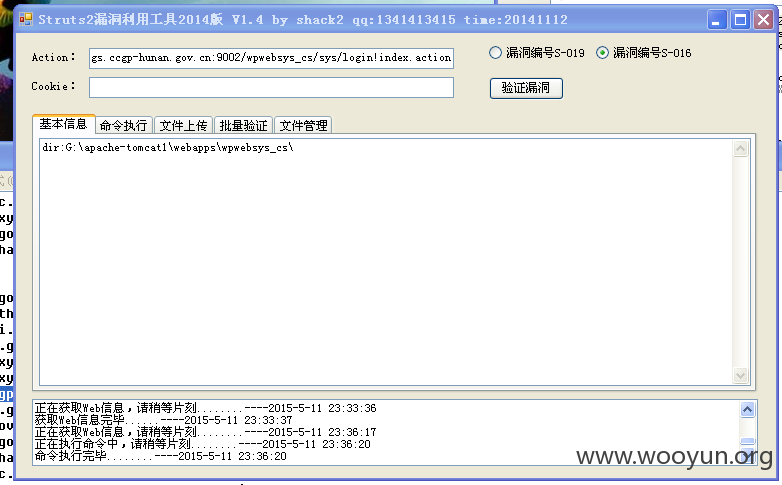 Struts2漏洞利用工具2014版 V1.4 by shack2 qq:1341413415 time:20141112
Action: gs.ccgp-hunan.gov.cn:9002/wpwebsys_cs/sys/login!index.action 漏洞编号S-019 漏洞编号S-016
Cookie: 验证漏洞
基本信息 命令执行 文件上传 批量验证 文件管理
dir:G:\apache-tomcat1\webapps\wpwebsys_cs\
正在获取Web信息，请稍等片刻........----2015-5-11 23:33:36
获取Web信息完毕........----2015-5-11 23:33:37
正在获取Web信息，请稍等片刻........----2015-5-11 23:36:17
正在执行命令中，请稍等片刻........----2015-5-11 23:36:20
命令执行完毕........----2015-5-11 23:36:20
www.wooyun.org